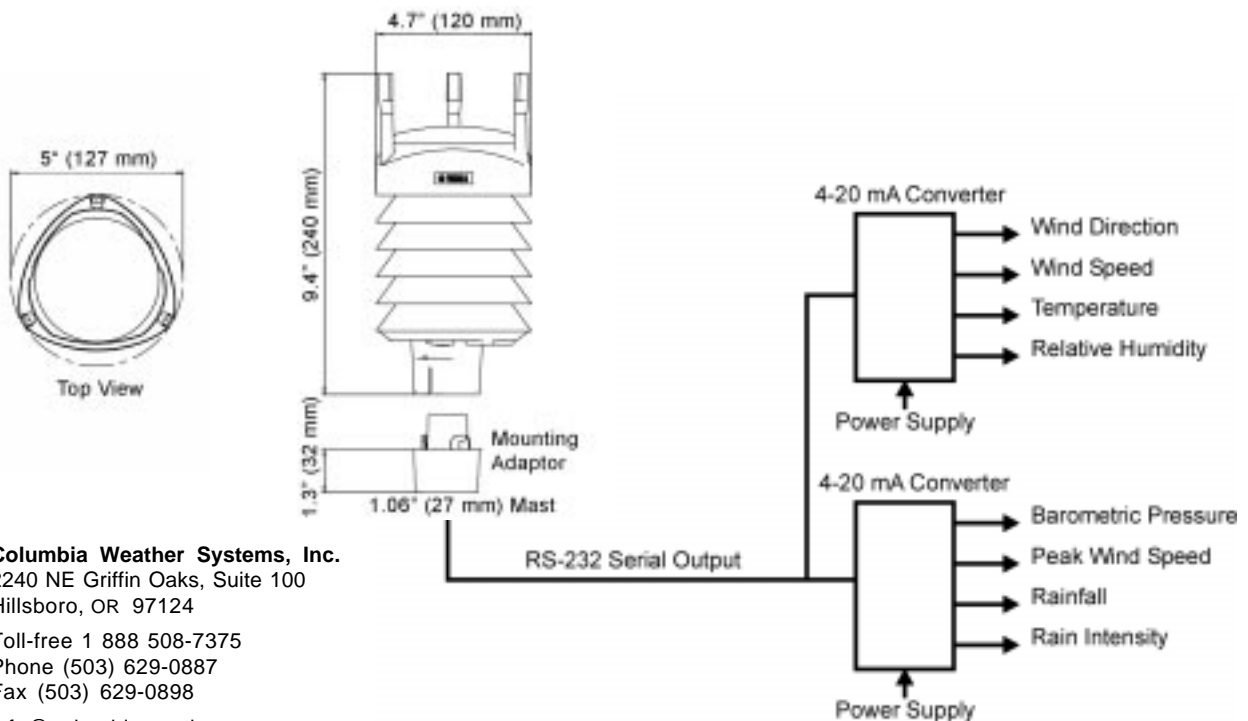 4.7" (120 mm)
5" (127 mm)
9.4" (240 mm)
Top View
1.3" (32 mm)
Mounting
Adaptor
1.06" (27 mm) Mast
RS-232 Serial Output
4-20 mA Converter
Wind Direction
Wind Speed
Temperature
Relative Humidity
Power Supply
4-20 mA Converter
Barometric Pressure
Peak Wind Speed
Rainfall
Rain Intensity
Power Supply
Columbia Weather Systems, Inc.
2240 NE Griffin Oaks, Suite 100
Hillsboro, OR 97124
Toll-free 1 888 508-7375
Phone (503) 629-0887
Fax (503) 629-0898